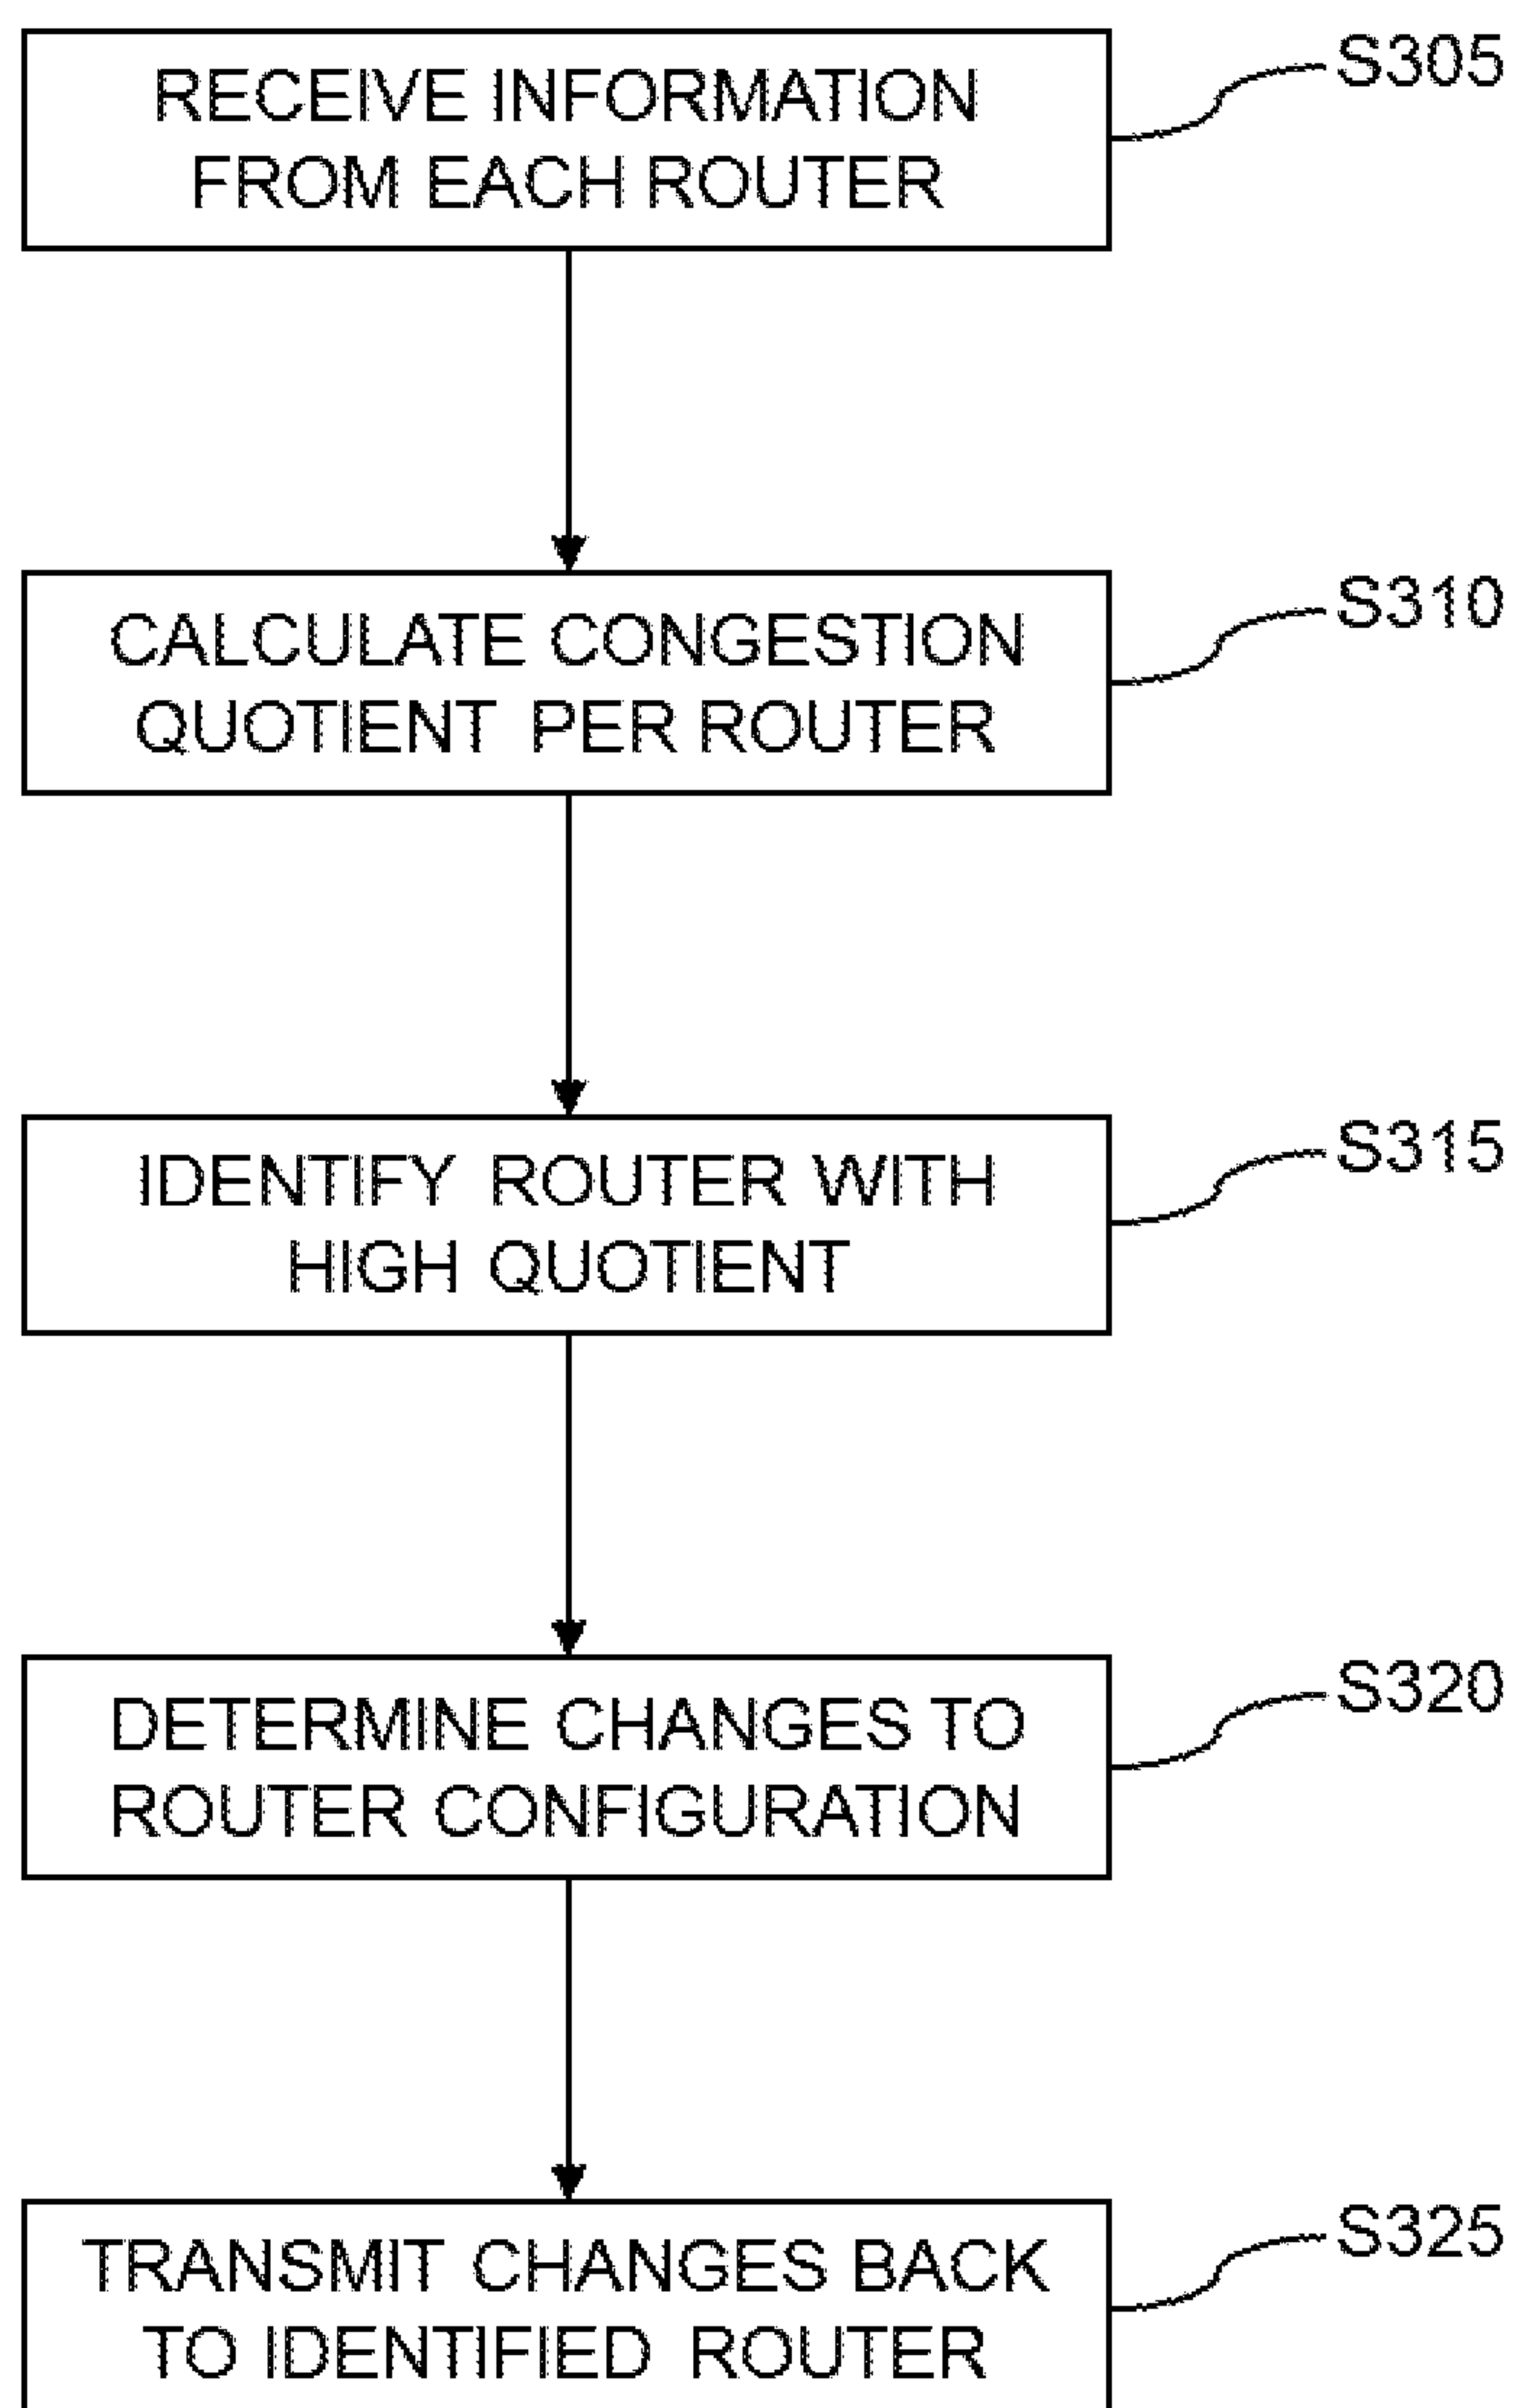 RECEIVE INFORMATION
FROM EACH ROUTER
S305
CALCULATE CONGESTION
QUOTIENT PER ROUTER
S310
IDENTIFY ROUTER WITH
HIGH QUOTIENT
S315
DETERMINE CHANGES TO
ROUTER CONFIGURATION
S320
TRANSMIT CHANGES BACK
TO IDENTIFIED ROUTER
S325